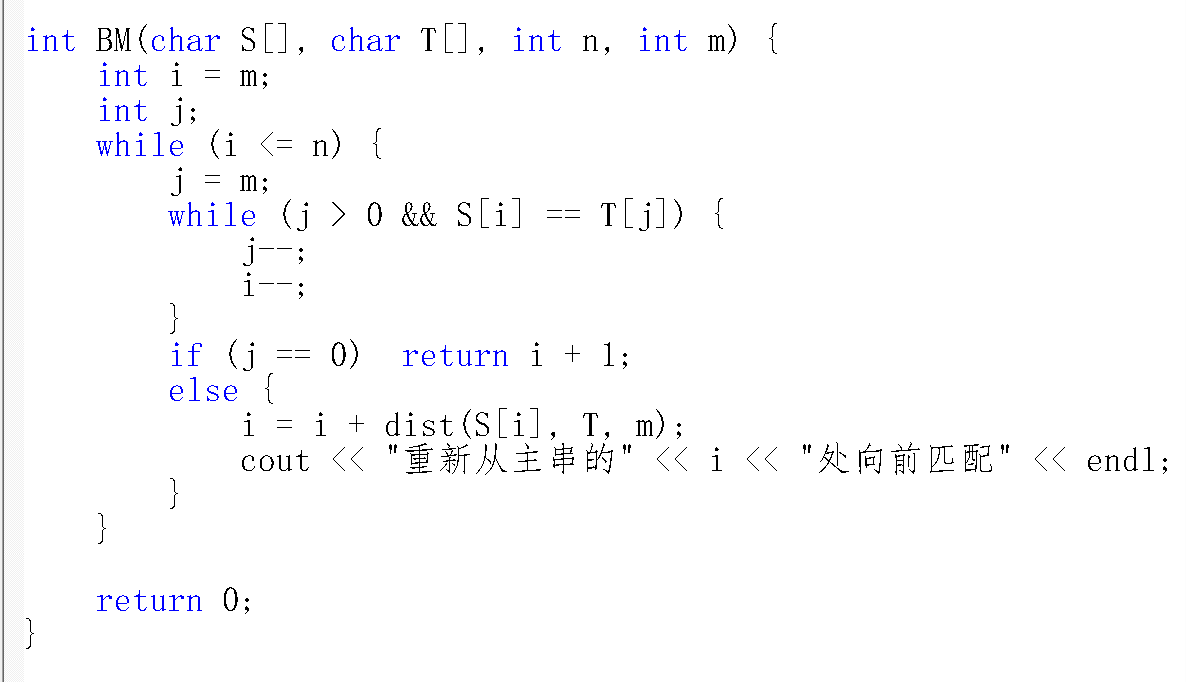 int BM(char S[], char T[], int n, int m) {
    int i = m;
    int j;
    while (i <= n) {
        j = m;
        while (j > 0 && S[i] == T[j]) {
            j--;
            i--;
        }
        if (j == 0)  return i + 1;
        else {
            i = i + dist(S[i], T, m);
            cout << "重新从主串的" << i << "处向前匹配" << endl;
        }
    }
    return 0;
}